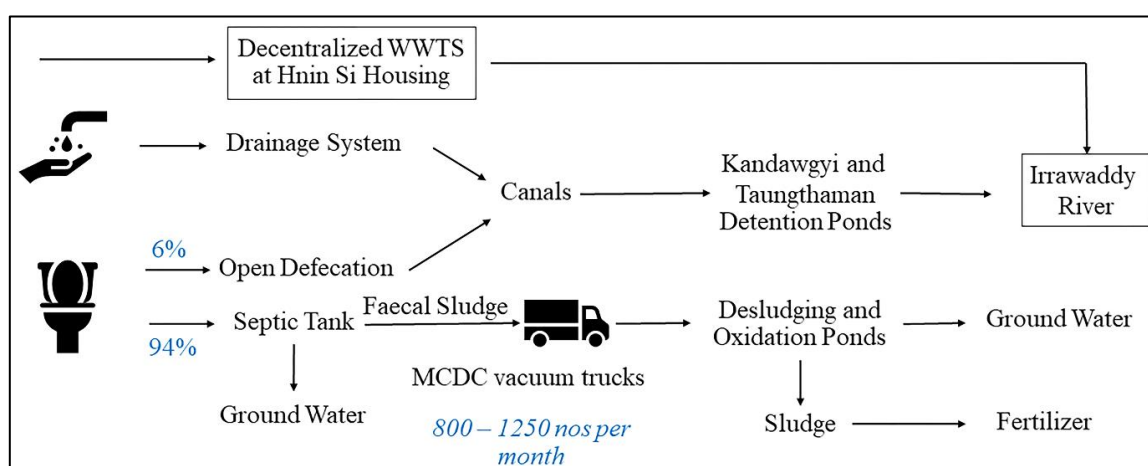 Decentralized WWTS
at Hnin Si Housing
Drainage System
Canals
Kandawgyi and
Taungthaman
Detention Ponds
Irrawaddy
River
6%
Open Defecation
94%
Septic Tank
Faecal Sludge
MCDC vacuum trucks
800 – 1250 nos per
month
Desludging and
Oxidation Ponds
Ground Water
Ground Water
Sludge
Fertilizer